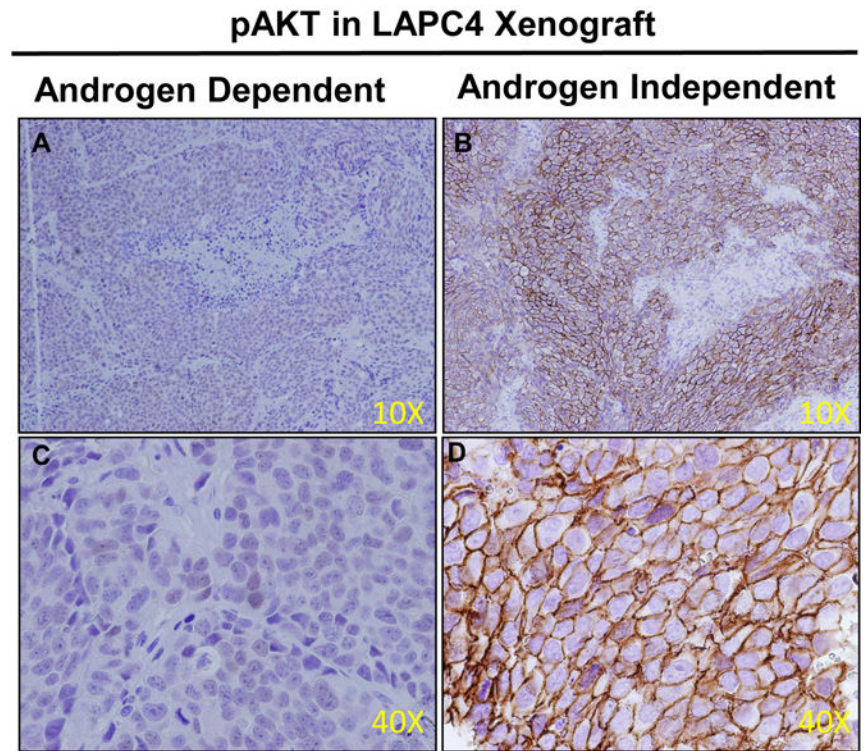 pAKT in LAPC4 Xenograft
Androgen Dependent
Androgen Independent
A
B
10X
10X
C
D
40X
40X